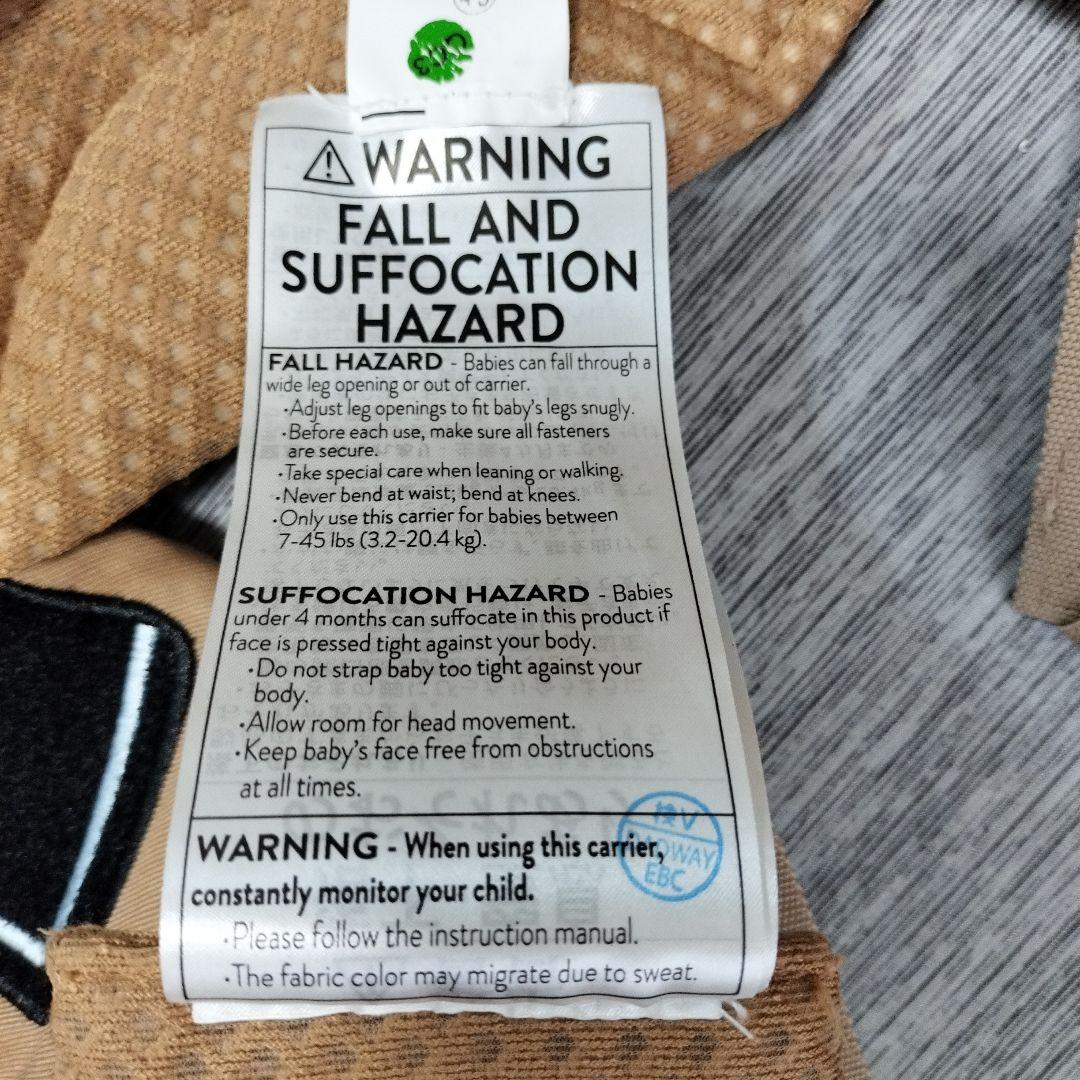 WARNING
FALL AND
SUFFOCATION
HAZARD
FALL HAZARD - Babies can fall through a
wide leg opening or out of carrier.
·Adjust leg openings to fit baby's legs snugly.
·Before each use, make sure all fasteners
are secure.
·Take special care when leaning or walking.
·Never bend at waist; bend at knees.
·Only use this carrier for babies between
7-45 lbs (3.2-20.4 kg).
SUFFOCATION HAZARD - Babies
under 4 months can suffocate in this product if
face is pressed tight against your body.
·Do not strap baby too tight against your
body.
·Allow room for head movement.
·Keep baby's face free from obstructions
at all times.
WARNING - When using this carrier,
constantly monitor your child.
·Please follow the instruction manual.
·The fabric color may migrate due to sweat.
EBC